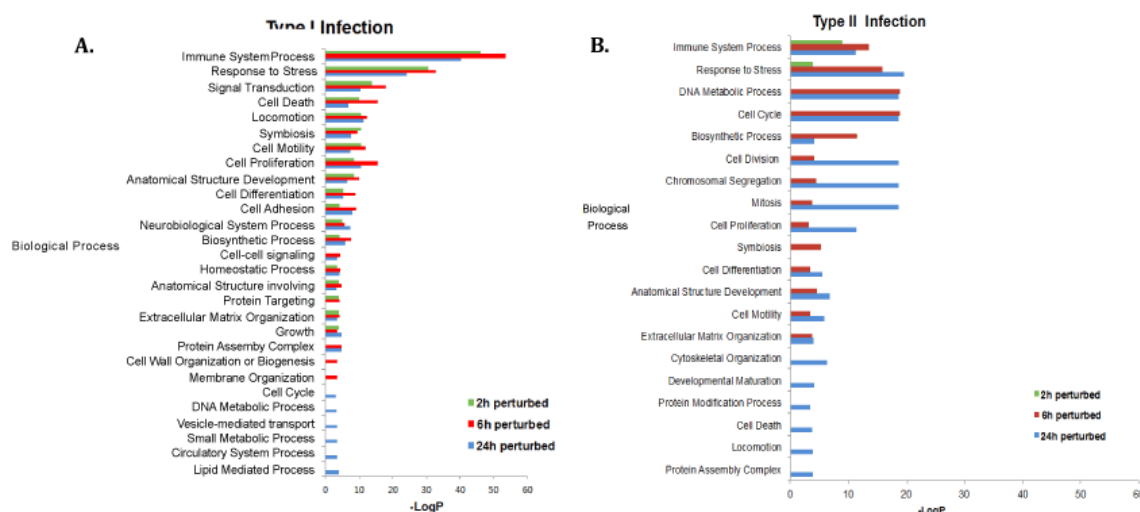 Type I Infection
A.
Immune System Process
Response to Stress
Signal Transduction
Cell Death
Locomotion
Symbiosis
Cell Motility
Cell Proliferation
Anatomical Structure Development
Cell Differentiation
Cell Adhesion
Neurobiological System Process
Biological Process
Biosynthetic Process
Cell-cell signaling
Homeostatic Process
Anatomical Structure involving
Protein Targeting
Extracellular Matrix Organization
Growth
Protein Assemby Complex
Cell Wall Organization or Biogenesis
Membrane Organization
Cell Cycle
DNA Metabolic Process
Vesicle-mediated transport
Small Metabolic Process
Circulatory System Process
Lipid Mediated Process
2h perturbed
6h perturbed
24h perturbed
0 10 20 30 40 50 60
-LogP
Type II Infection
B.
Immune System Process
Response to Stress
DNA Metabolic Process
Cell Cycle
Biosynthetic Process
Cell Division
Chromosomal Segregation
Mitosis
Biological
Process
Cell Proliferation
Symbiosis
Cell Differentiation
Anatomical Structure Development
Cell Motility
Extracellular Matrix Organization
Cytoskeletal Organization
Developmental Maturation
Protein Modification Process
Cell Death
Locomotion
Protein Assembly Complex
2h perturbed
6h perturbed
24h perturbed
0 10 20 30 40 50 60
-LogP